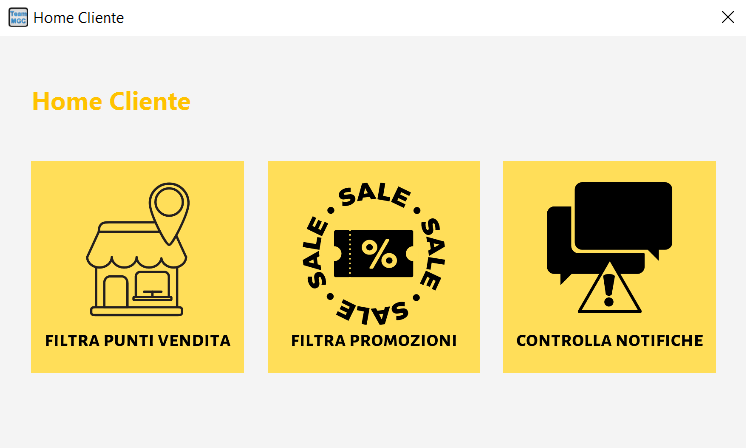 Team
MGC
Home Cliente
Home Cliente
FILTRA PUNTI VENDITA
SALE • SALE • SALE • SALE •
%
FILTRA PROMOZIONI
!
CONTROLLA NOTIFICHE